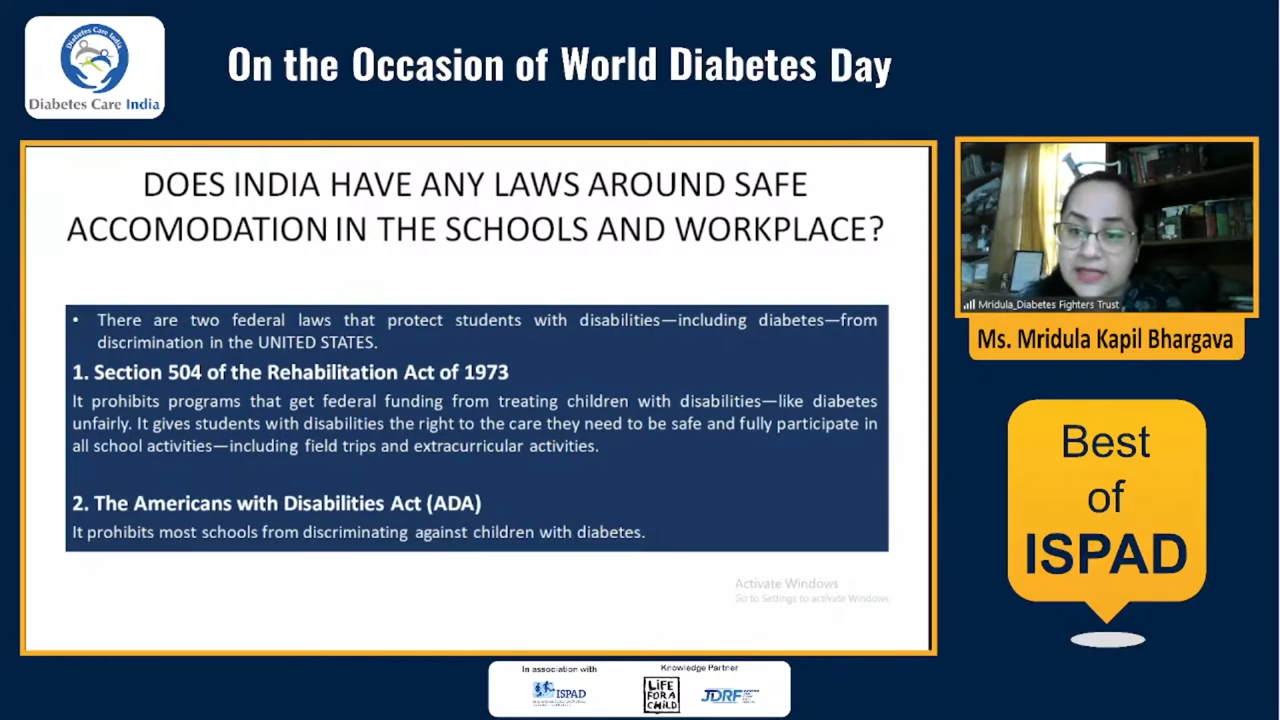 Diabetes Care India
Diabetes Care India
On the Occasion of World Diabetes Day
DOES INDIA HAVE ANY LAWS AROUND SAFE
ACCOMODATION IN THE SCHOOLS AND WORKPLACE?
• There are two federal laws that protect students with disabilities—including diabetes—from
discrimination in the UNITED STATES.
1. Section 504 of the Rehabilitation Act of 1973
It prohibits programs that get federal funding from treating children with disabilities—like diabetes
unfairly. It gives students with disabilities the right to the care they need to be safe and fully participate in
all school activities—including field trips and extracurricular activities.
2. The Americans with Disabilities Act (ADA)
It prohibits most schools from discriminating against children with diabetes.
Activate Windows
Go to Settings to activate Windows.
Mridula_Diabetes Fighters Trust
Ms. Mridula Kapil Bhargava
Best
of
ISPAD
In association with
ISPAD
Knowledge Partner
LiFE
FOR A
CHILD
JDRF